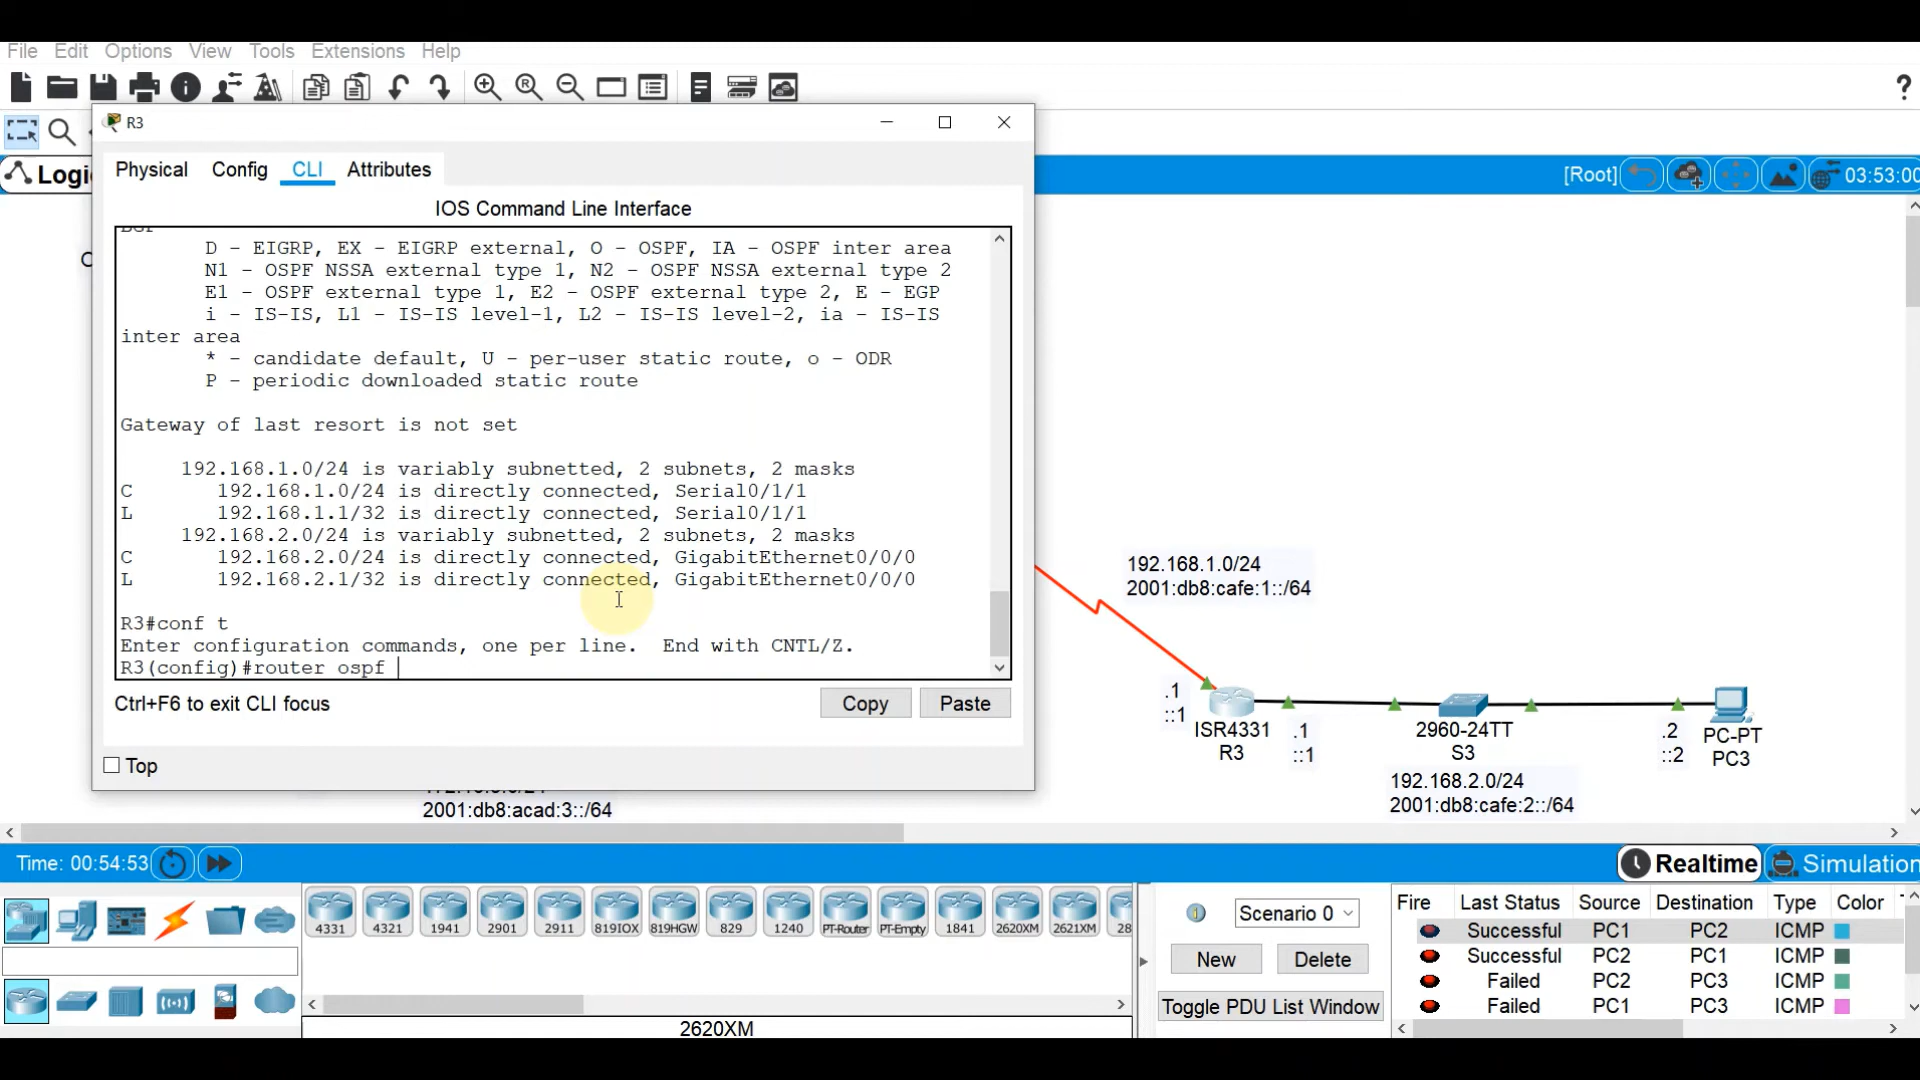 File Edit Options View Tools Extensions Help
?
R3
Physical Config CLI Attributes
IOS Command Line Interface
D - EIGRP, EX - EIGRP external, O - OSPF, IA - OSPF inter area
N1 - OSPF NSSA external type 1, N2 - OSPF NSSA external type 2
E1 - OSPF external type 1, E2 - OSPF external type 2, E - EGP
i - IS-IS, L1 - IS-IS level-1, L2 - IS-IS level-2, ia - IS-IS
inter area
* - candidate default, U - per-user static route, o - ODR
P - periodic downloaded static route
Gateway of last resort is not set
192.168.1.0/24 is variably subnetted, 2 subnets, 2 masks
C 192.168.1.0/24 is directly connected, Serial0/1/1
L 192.168.1.1/32 is directly connected, Serial0/1/1
192.168.2.0/24 is variably subnetted, 2 subnets, 2 masks
C 192.168.2.0/24 is directly connected, GigabitEthernet0/0/0
L 192.168.2.1/32 is directly connected, GigabitEthernet0/0/0
R3#conf t
Enter configuration commands, one per line. End with CNTL/Z.
R3(config)#router ospf
Ctrl+F6 to exit CLI focus
Copy
Paste
Top
Logi
[Root]
03:53:00
192.168.1.0/24
2001:db8:cafe:1::/64
.1
::1
ISR4331
R3
.1
::1
2960-24TT
S3
192.168.2.0/24
2001:db8:cafe:2::/64
.2
::2
PC-PT
PC3
2001:db8:acad:3::/64
Time: 00:54:53
Realtime
Simulation
4331 4321 1941 2901 2911 819IOX 819HGW 829 1240 PT-Router PT-Empty 1841 2620XM 2621XM 28
2620XM
Scenario 0
New
Delete
Toggle PDU List Window
Fire Last Status Source Destination Type Color
Successful PC1 PC2 ICMP
Successful PC2 PC1 ICMP
Failed PC2 PC3 ICMP
Failed PC1 PC3 ICMP